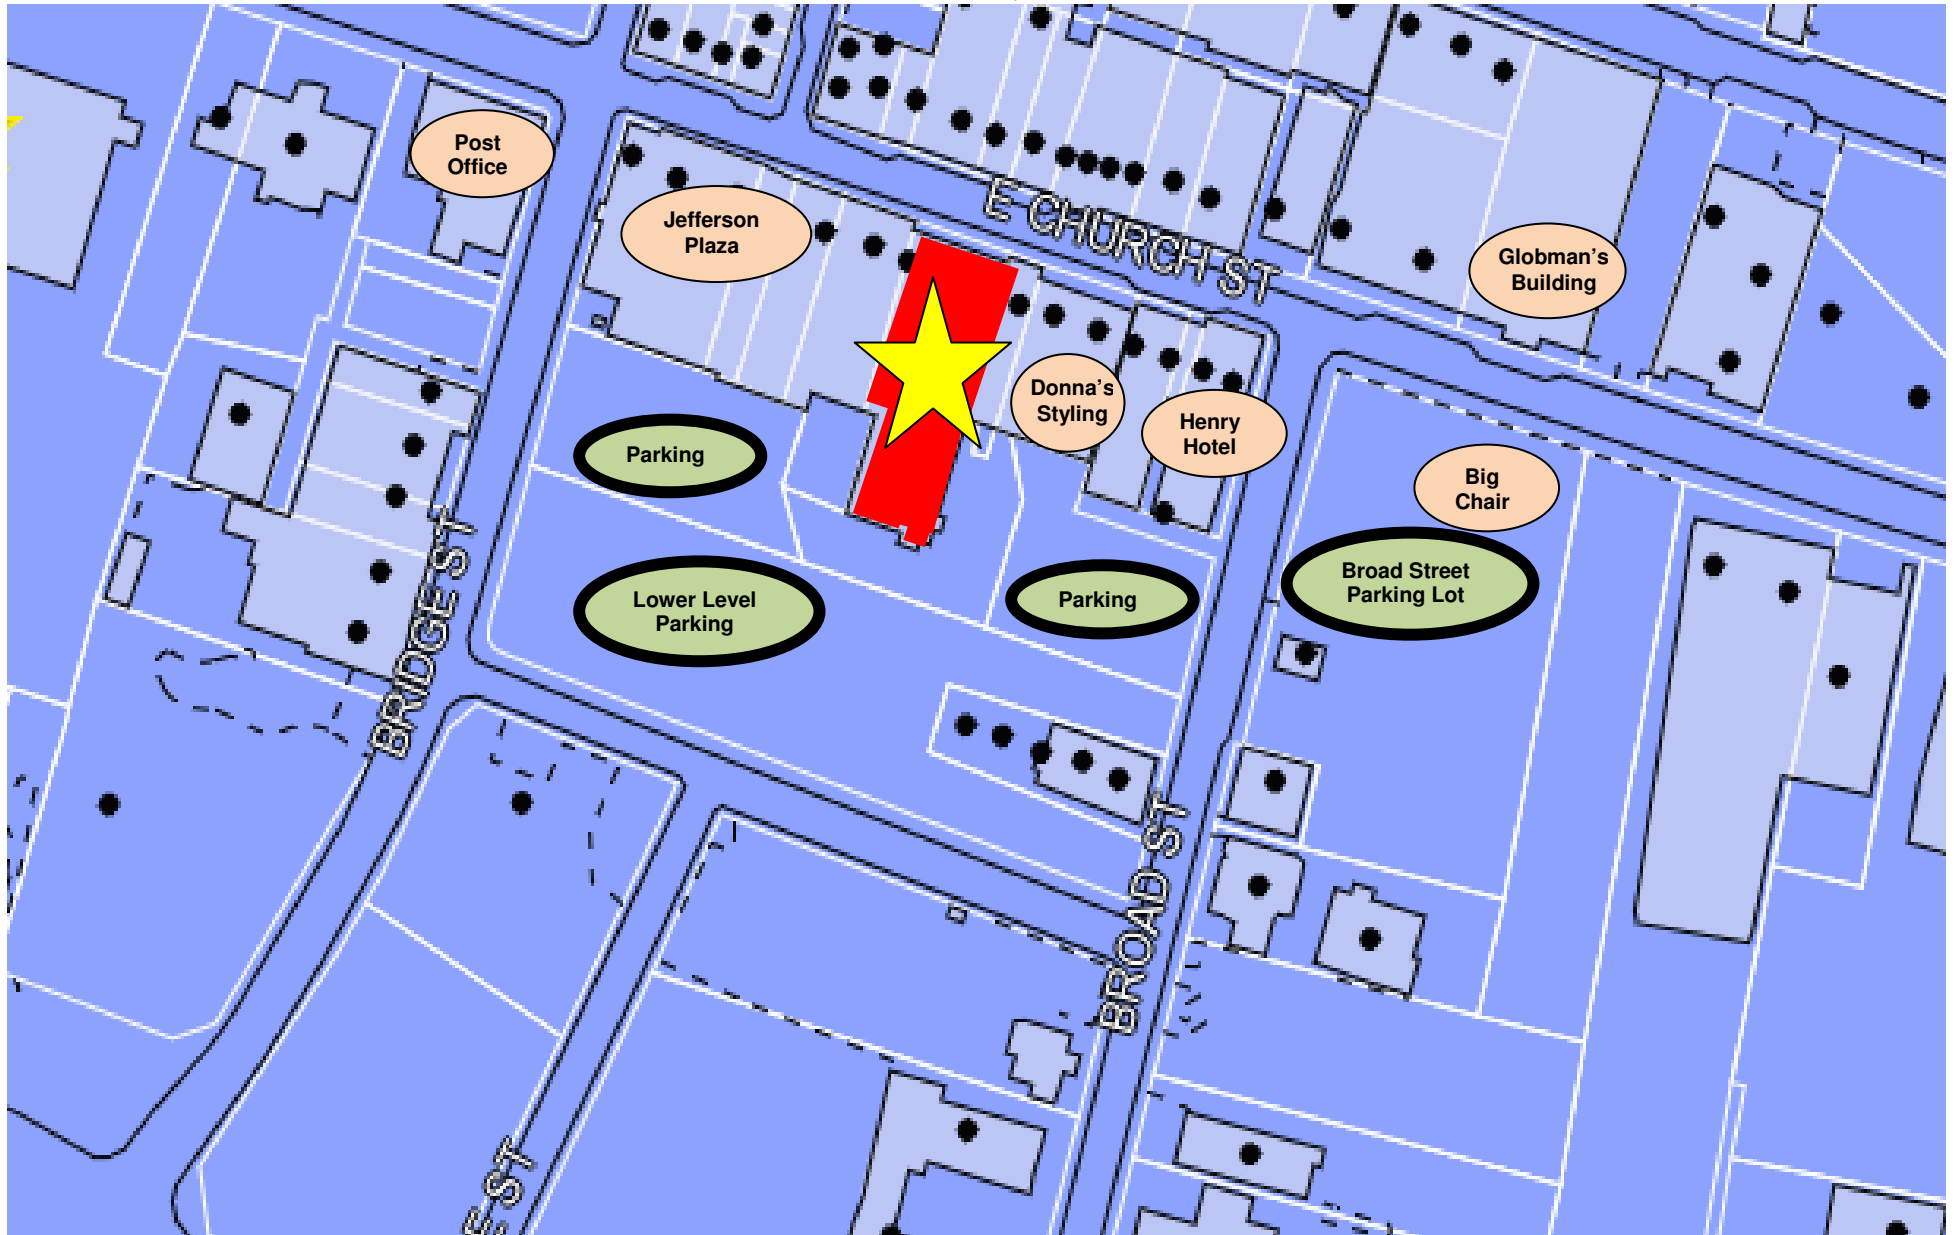 Post
Office
Jefferson
Plaza
E CHURCH ST
Globman's
Building
Donna's
Styling
Henry
Hotel
Big
Chair
Parking
Lower Level
Parking
Parking
Broad Street
Parking Lot
BRIDGE ST
BROAD ST
E ST